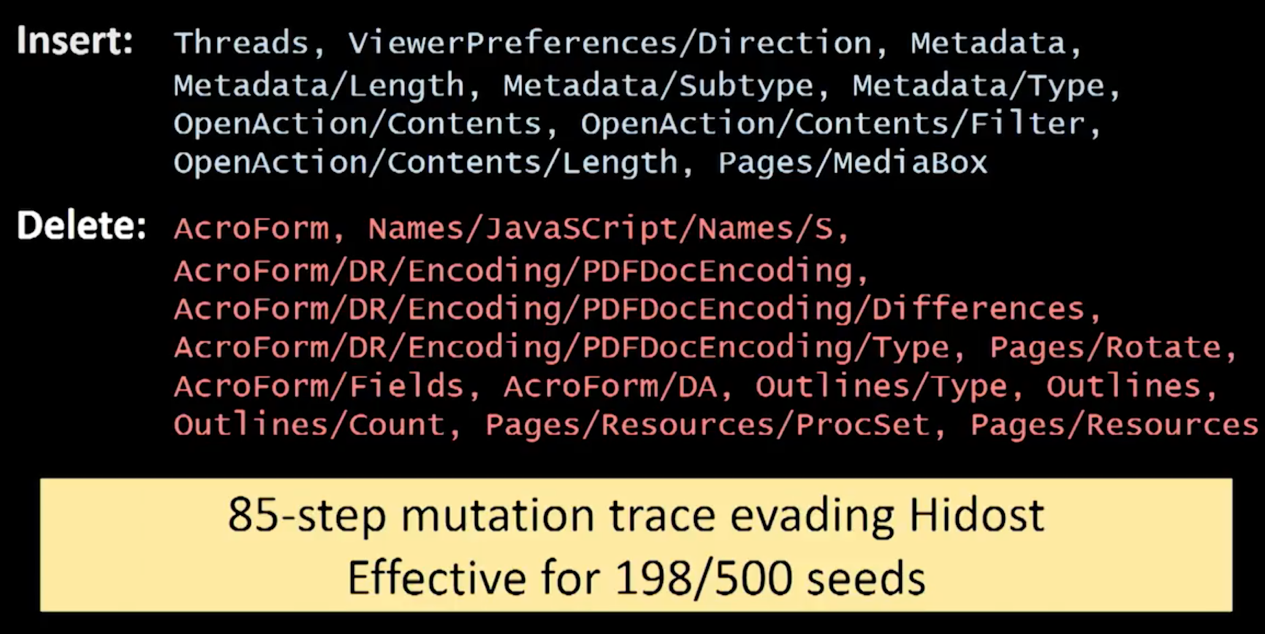 Insert: Threads, ViewerPreferences/Direction, Metadata,
Metadata/Length, Metadata/Subtype, Metadata/Type,
OpenAction/Contents, OpenAction/Contents/Filter,
OpenAction/Contents/Length, Pages/MediaBox
Delete: AcroForm, Names/JavaSCript/Names/S,
AcroForm/DR/Encoding/PDFDocEncoding,
AcroForm/DR/Encoding/PDFDocEncoding/Differences,
AcroForm/DR/Encoding/PDFDocEncoding/Type, Pages/Rotate,
AcroForm/Fields, AcroForm/DA, Outlines/Type, Outlines,
Outlines/Count, Pages/Resources/ProcSet, Pages/Resources
85-step mutation trace evading Hidost
Effective for 198/500 seeds